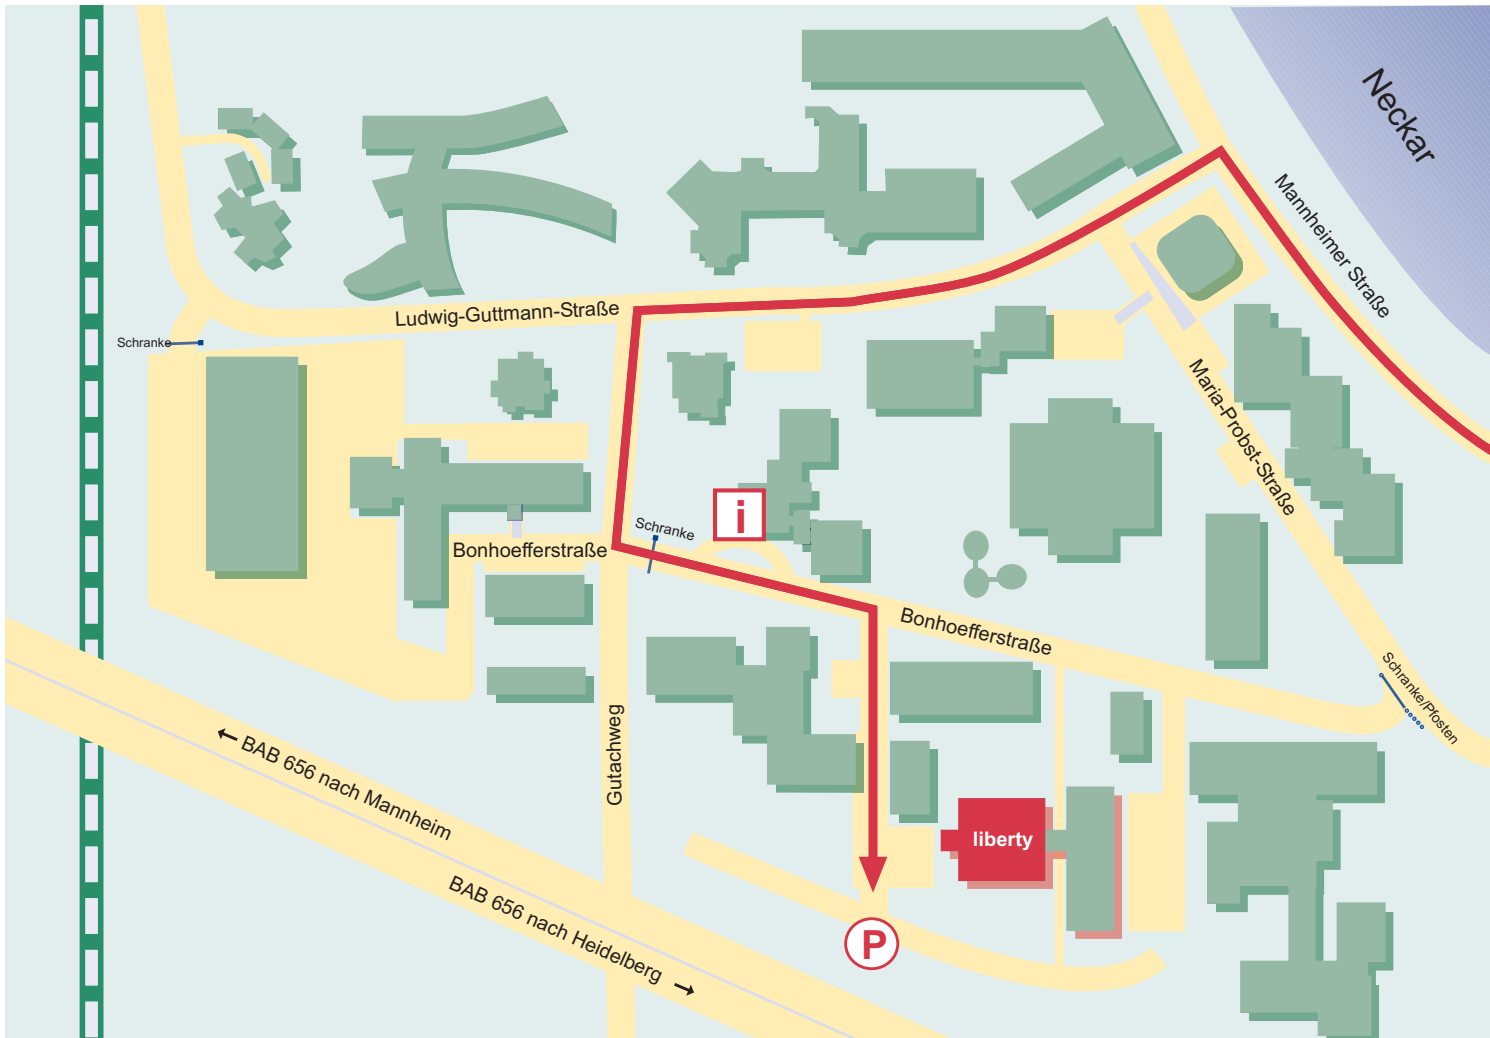 Neckar
Mannheimer Straße
Ludwig-Guttmann-Straße
Schranke
Maria-Probst-Straße
i
Schranke
Bonhoefferstraße
Bonhoefferstraße
Schranke/Pfosten
Gutachweg
BAB 656 nach Mannheim
liberty
BAB 656 nach Heidelberg
P